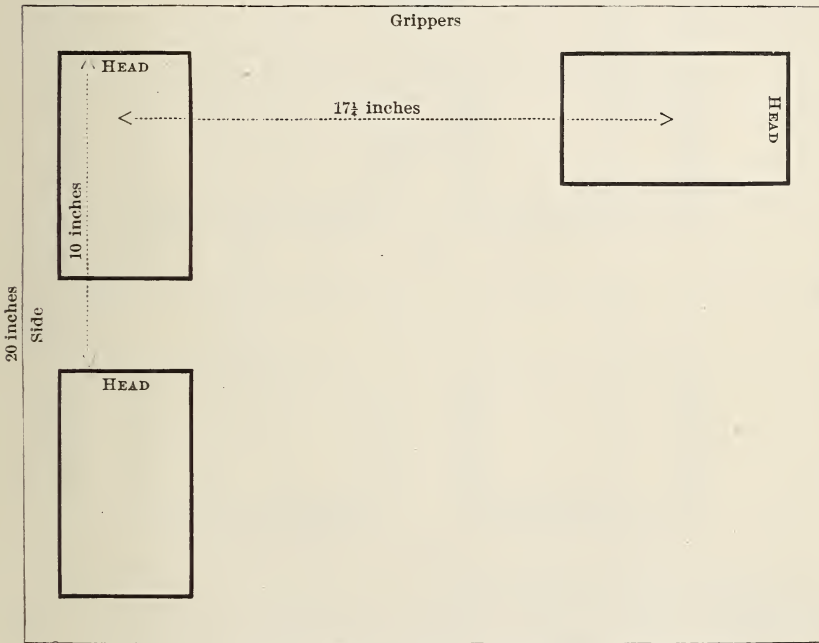 Grippers
HEAD
HEAD
17¼ inches
10 inches
20 inches
Side
HEAD